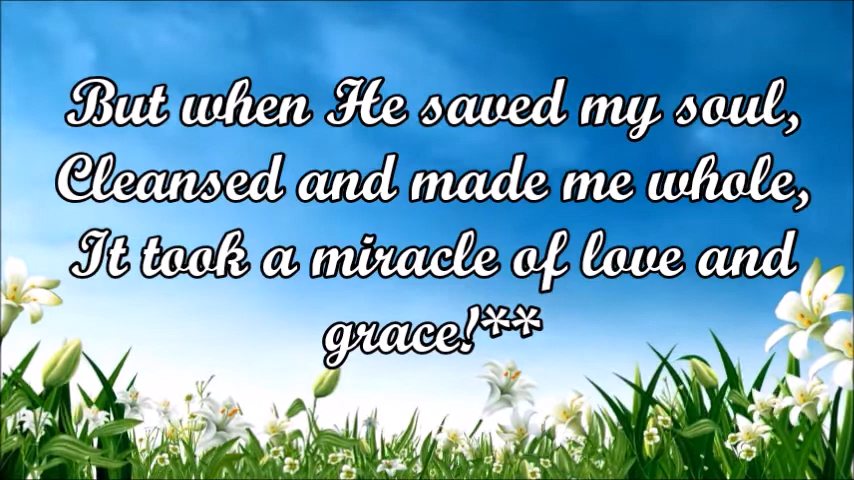 But when He saved my soul,
Cleansed and made me whole,
It took a miracle of love and
grace!**